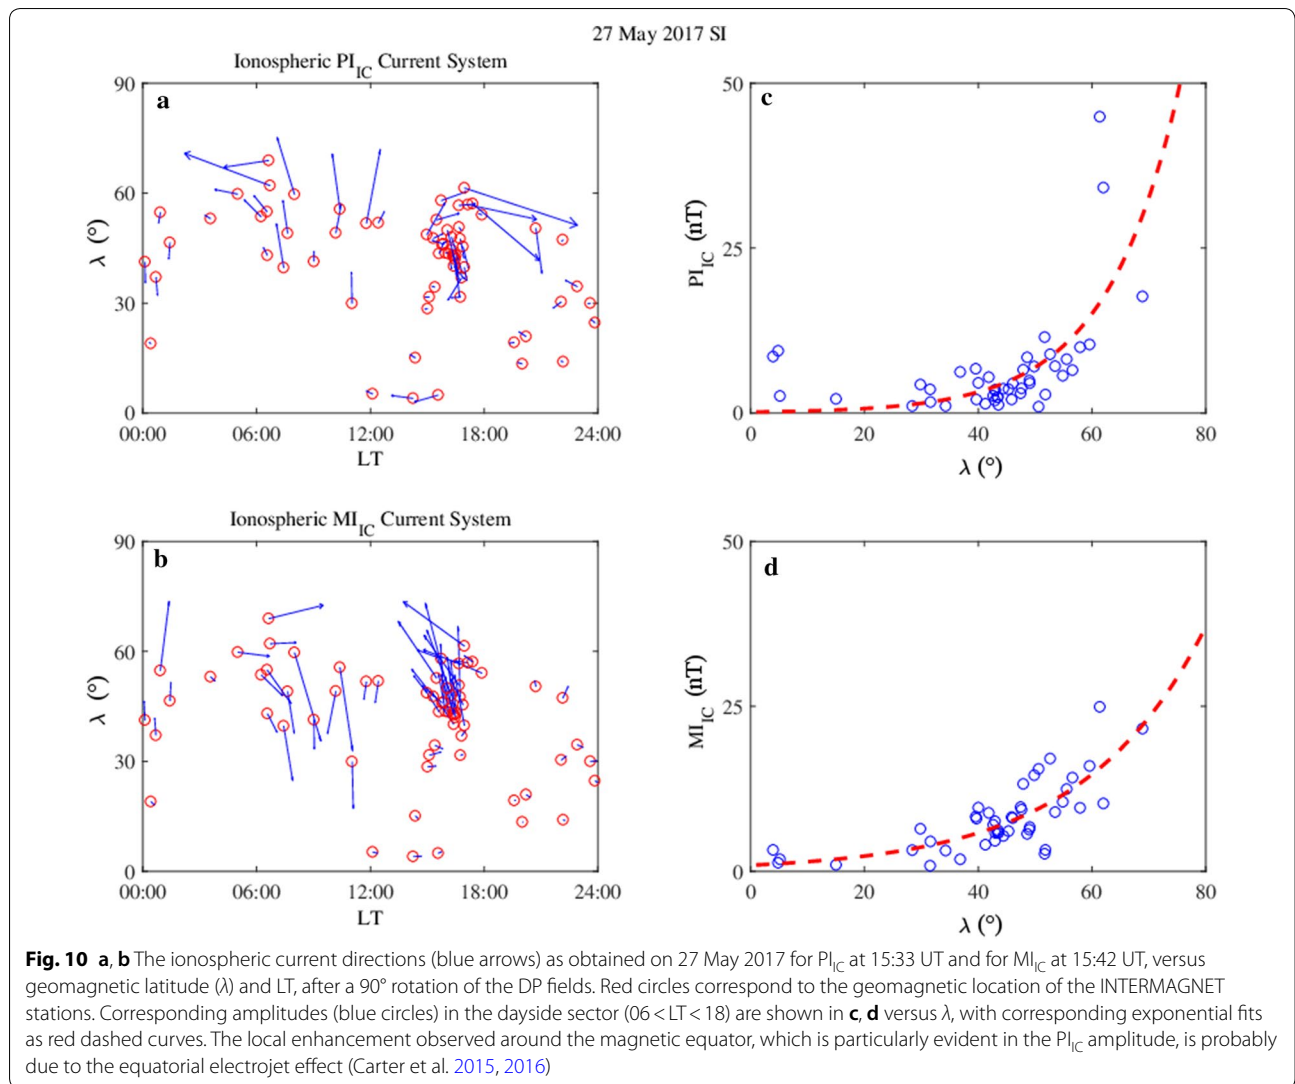 27 May 2017 SI
Ionospheric PI_IC Current System
a
90
60
30
0
λ (°)
00:00 06:00 12:00 18:00 24:00
LT
c
50
25
0
PI_IC (nT)
0 20 40 60 80
λ (°)
Ionospheric MI_IC Current System
b
90
60
30
0
λ (°)
00:00 06:00 12:00 18:00 24:00
LT
d
50
25
0
MI_IC (nT)
0 20 40 60 80
λ (°)
Fig. 10 a, b The ionospheric current directions (blue arrows) as obtained on 27 May 2017 for PI_IC at 15:33 UT and for MI_IC at 15:42 UT, versus
geomagnetic latitude (λ) and LT, after a 90° rotation of the DP fields. Red circles correspond to the geomagnetic location of the INTERMAGNET
stations. Corresponding amplitudes (blue circles) in the dayside sector (06 < LT < 18) are shown in c, d versus λ, with corresponding exponential fits
as red dashed curves. The local enhancement observed around the magnetic equator, which is particularly evident in the PI_IC amplitude, is probably
due to the equatorial electrojet effect (Carter et al. 2015, 2016)